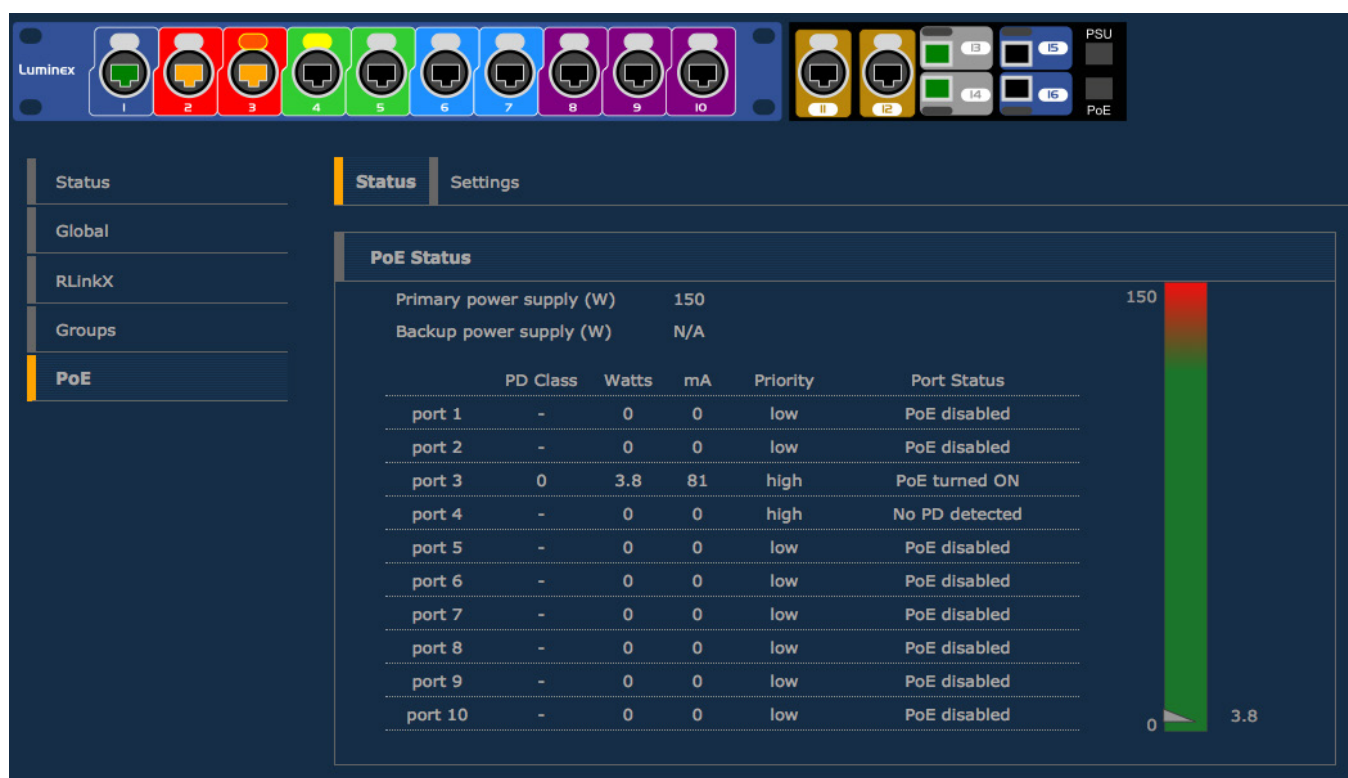 Luminex 1 2 3 4 5 6 7 8 9 10 11 12 13 14 15 16 PSU PoE
Status
Global
RLinkX
Groups
PoE
Status Settings
PoE Status
Primary power supply (W) 150
Backup power supply (W) N/A
PD Class Watts mA Priority Port Status
port 1 - 0 0 low PoE disabled
port 2 - 0 0 low PoE disabled
port 3 0 3.8 81 high PoE turned ON
port 4 - 0 0 high No PD detected
port 5 - 0 0 low PoE disabled
port 6 - 0 0 low PoE disabled
port 7 - 0 0 low PoE disabled
port 8 - 0 0 low PoE disabled
port 9 - 0 0 low PoE disabled
port 10 - 0 0 low PoE disabled
150
0 3.8